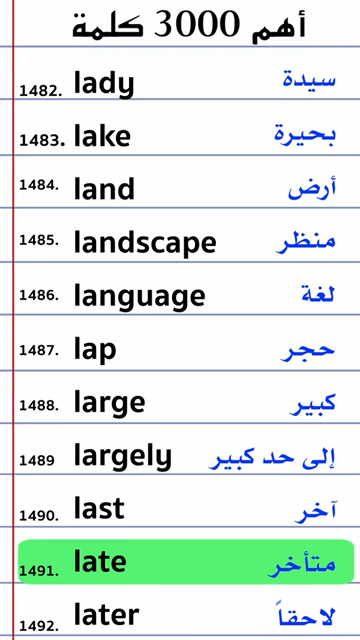 أهم 3000 كلمة
1482. lady سيدة
1483. lake بحيرة
1484. land أرض
1485. landscape منظر
1486. language لغة
1487. lap حجر
1488. large كبير
1489 largely إلى حد كبير
1490. last آخر
1491. late متأخر
1492. later لاحقاً